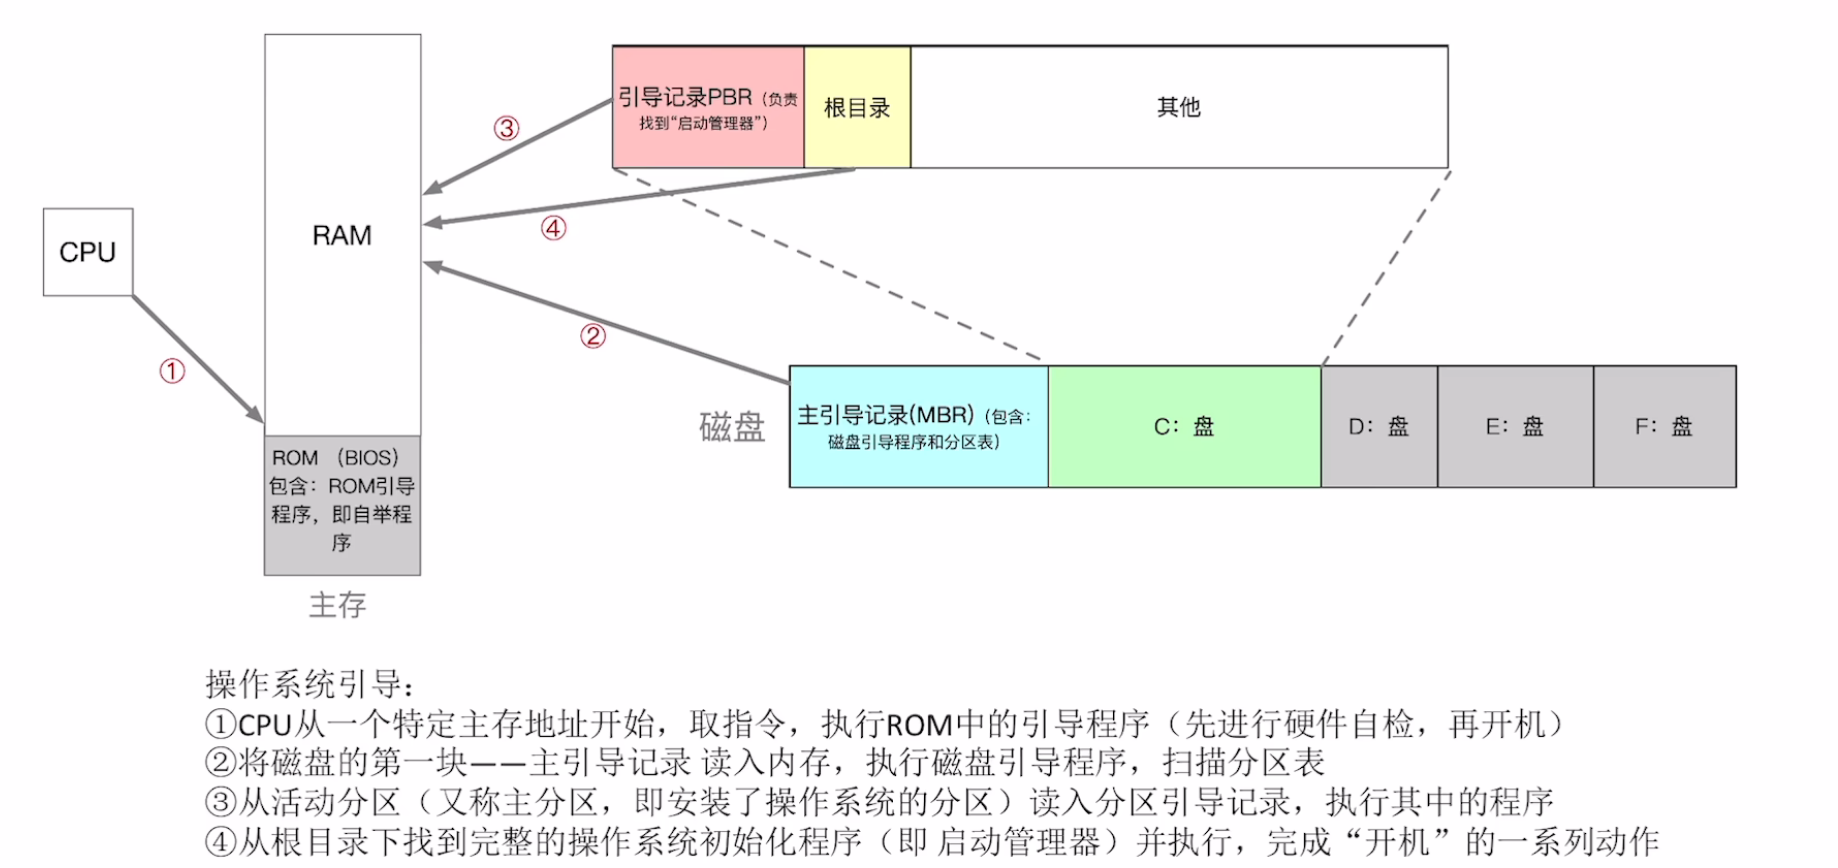 引导记录PBR（负责
找到“启动管理器”）
根目录
其他
③
④
②
①
CPU
RAM
ROM （BIOS）
包含：ROM引导
程序，即自举程
序
主存
磁盘
主引导记录(MBR)（包含：
磁盘引导程序和分区表）
C：盘
D：盘
E：盘
F：盘
操作系统引导：
①CPU从一个特定主存地址开始，取指令，执行ROM中的引导程序（先进行硬件自检，再开机）
②将磁盘的第一块——主引导记录 读入内存，执行磁盘引导程序，扫描分区表
③从活动分区（又称主分区，即安装了操作系统的分区）读入分区引导记录，执行其中的程序
④从根目录下找到完整的操作系统初始化程序（即 启动管理器）并执行，完成“开机”的一系列动作